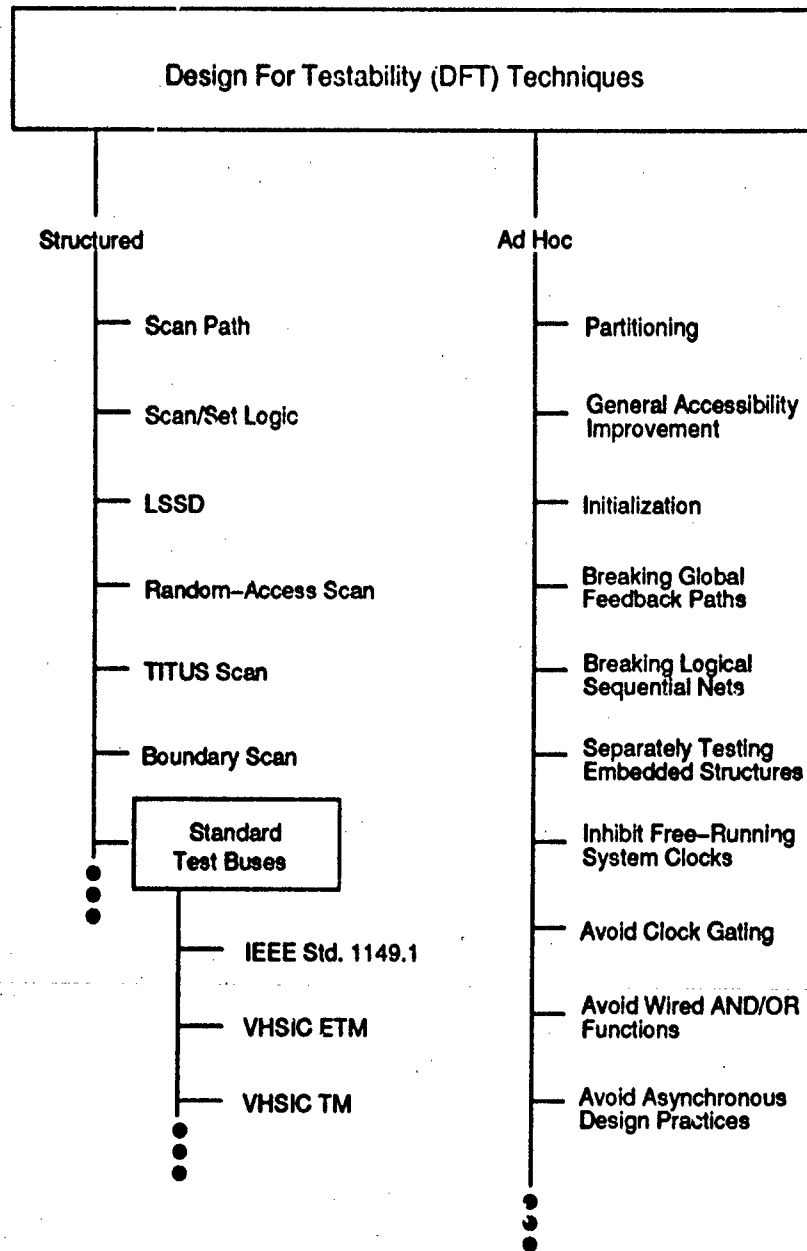 Design For Testability (DFT) Techniques
Structured
Scan Path
Scan/Set Logic
LSSD
Random-Access Scan
TITUS Scan
Boundary Scan
Standard
Test Buses
IEEE Std. 1149.1
VHSIC ETM
VHSIC TM
Ad Hoc
Partitioning
General Accessibility
Improvement
Initialization
Breaking Global
Feedback Paths
Breaking Logical
Sequential Nets
Separately Testing
Embedded Structures
Inhibit Free-Running
System Clocks
Avoid Clock Gating
Avoid Wired AND/OR
Functions
Avoid Asynchronous
Design Practices